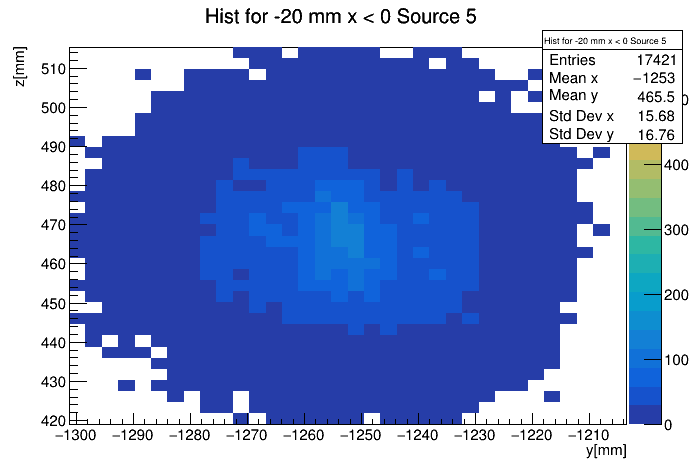 Hist for -20 mm x < 0 Source 5
z[mm]
Hist for -20 mm x < 0 Source 5
Entries 17421
Mean x −1253
Mean y 465.5
Std Dev x 15.68
Std Dev y 16.76
510
500
490
480
470
460
450
440
430
420
0
400
300
200
100
0
−1300 −1290 −1280 −1270 −1260 −1250 −1240 −1230 −1220 −1210
y[mm]